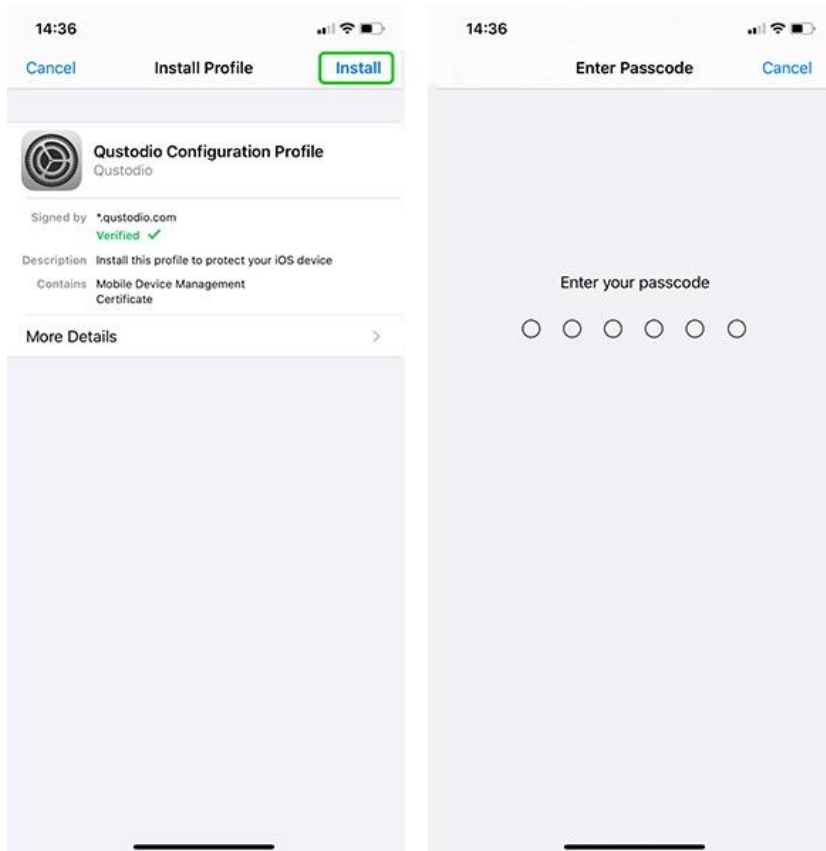 14:36
Cancel Install Profile Install
Qustodio Configuration Profile
Qustodio
Signed by *.qustodio.com
Verified ✓
Description Install this profile to protect your iOS device
Contains Mobile Device Management
Certificate
More Details
14:36
Enter Passcode Cancel
Enter your passcode